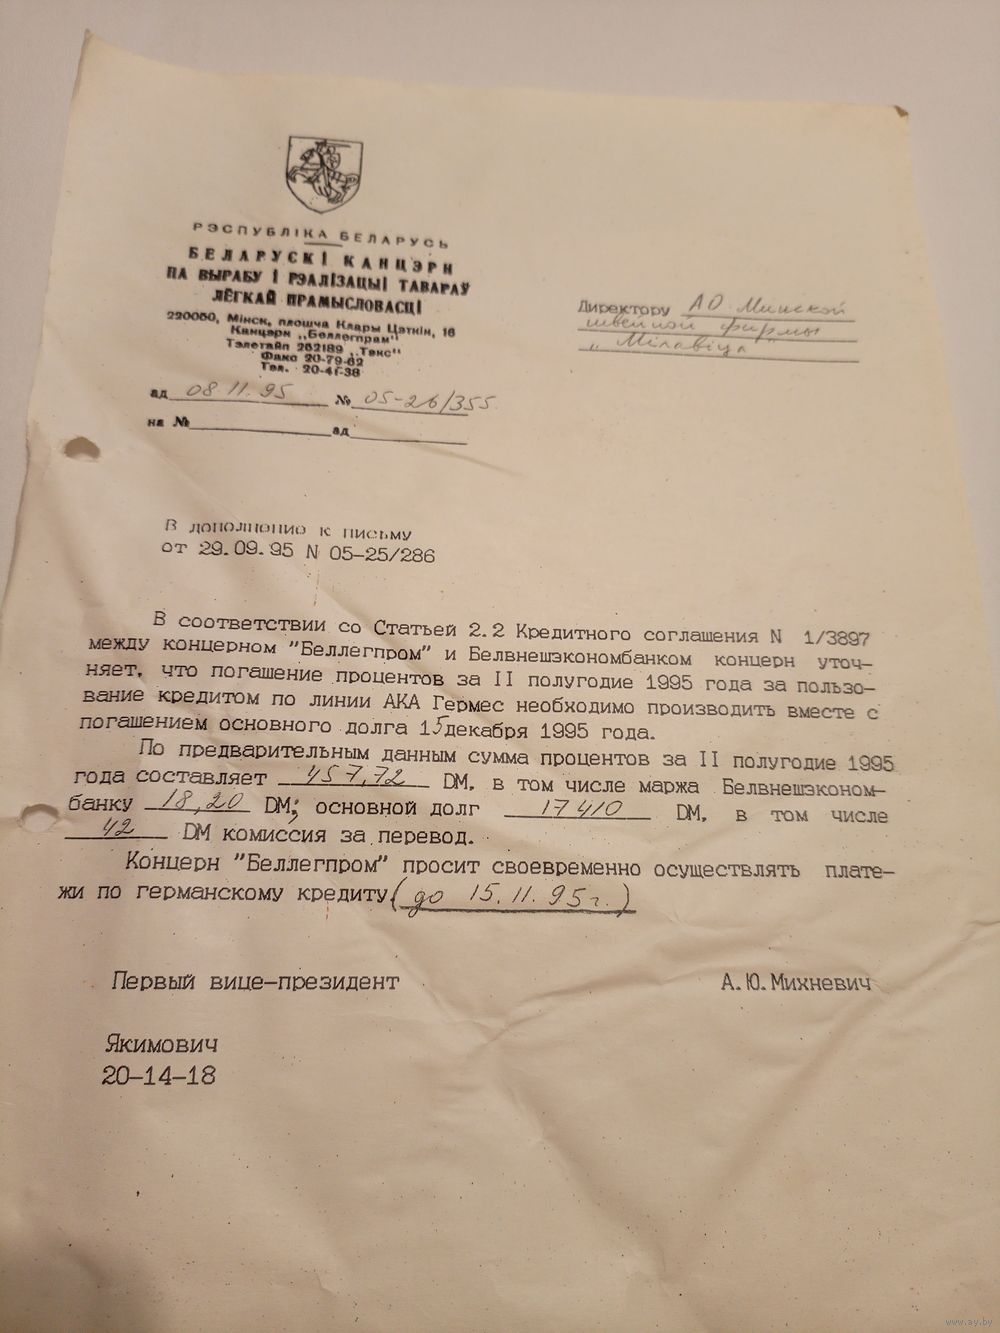 РЭСПУБЛІКА БЕЛАРУСЬ
БЕЛАРУСКІ КАНЦЭРН
ПА ВЫРАБУ І РЭАЛІЗАЦЫІ ТАВАРАЎ
ЛЁГКАЙ ПРАМЫСЛОВАСЦІ
220050, Мінск, плошча Клары Цэткін, 16
Канцэрн „Беллегпрам"
Тэлетайп 252189 „Тэкс"
Факс 20-79-62
Тэл. 20-41-38
ад 08 11. 95 № 05-26/355
на № ад
Директору АО. Минской
швейной фирмы
„Мілавіца"
В дополнение к письму
от 29.09.95 N 05-25/286
В соответствии со Статьей 2.2 Кредитного соглашения N 1/3897
между концерном "Беллегпром" и Белвнешэкономбанком концерн уточ-
няет, что погашение процентов за II полугодие 1995 года за пользо-
вание кредитом по линии АКА Гермес необходимо производить вместе с
погашением основного долга 15 декабря 1995 года.
По предварительным данным сумма процентов за II полугодие 1995
года составляет 457,72 DM, в том числе маржа Белвнешэконом-
банку 18,20 DM; основной долг 17410 DM, в том числе
42 DM комиссия за перевод.
Концерн "Беллегпром" просит своевременно осуществлять плате-
жи по германскому кредиту (до 15.11.95г.)
Первый вице-президент А.Ю.Михневич
Якимович
20-14-18
www.ay.by